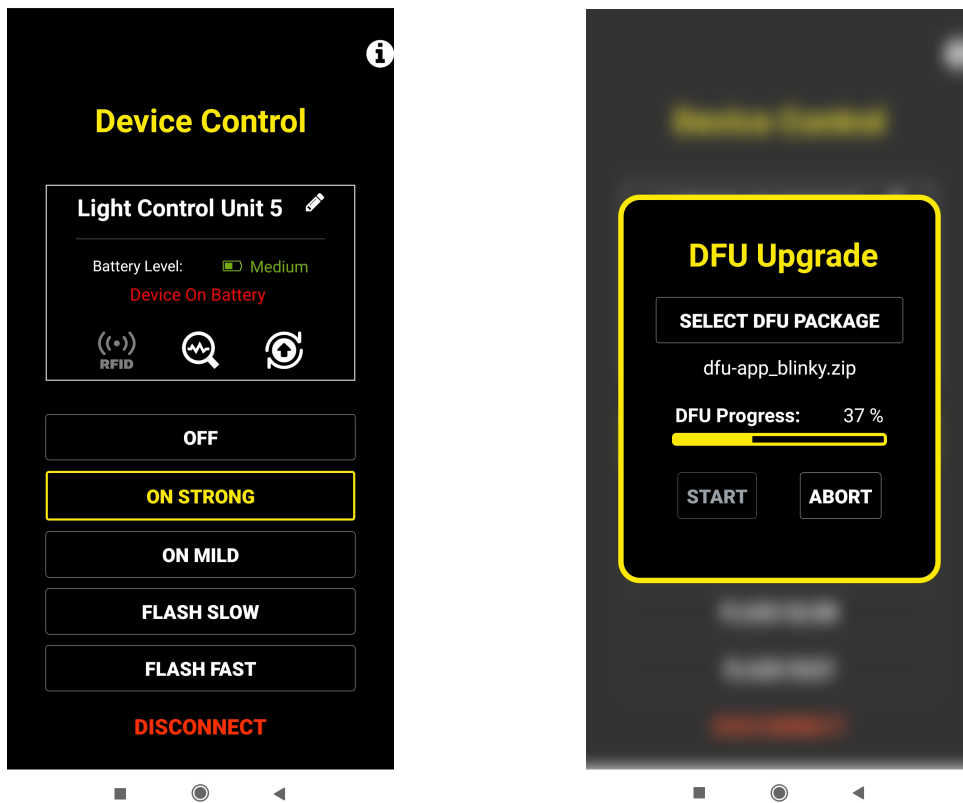 Device Control
Light Control Unit 5
Battery Level: Medium
Device On Battery
((•))
RFID
OFF
ON STRONG
ON MILD
FLASH SLOW
FLASH FAST
DISCONNECT
DFU Upgrade
SELECT DFU PACKAGE
dfu-app_blinky.zip
DFU Progress: 37 %
START ABORT